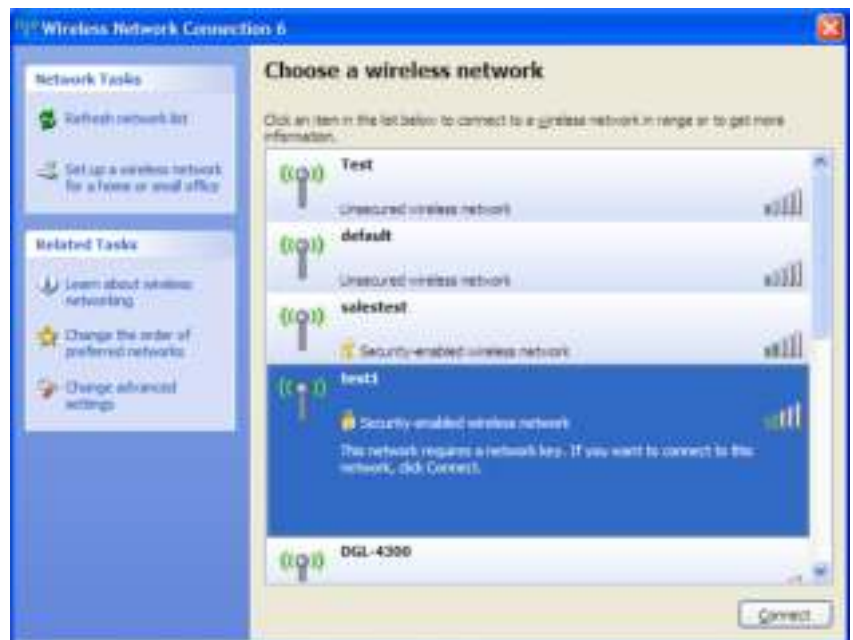 Wireless Network Connection 6
Network Tasks
Refresh network list
Set up a wireless network
for a home or small office
Related Tasks
Learn about wireless
networking
Change the order of
preferred networks
Change advanced
settings
Choose a wireless network
Click an item in the list below to connect to a wireless network in range or to get more
information.
Test
Unsecured wireless network
default
Unsecured wireless network
salestest
Security-enabled wireless network
test1
Security-enabled wireless network
This network requires a network key. If you want to connect to this
network, click Connect.
DGL-4300
Connect